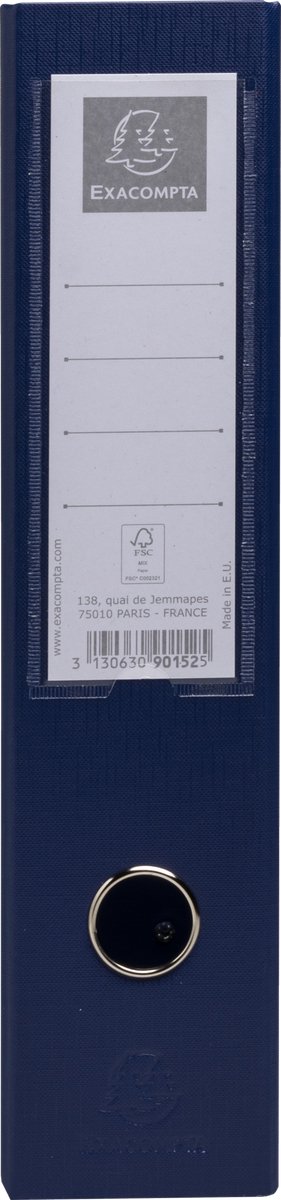 EXACOMPTA
FSC
MIX
Paper
FSC® C002321
www.exacompta.com
Made in E.U.
138, quai de Jemmapes
75010 PARIS - FRANCE
3 130630 901525
EXACOMPTA